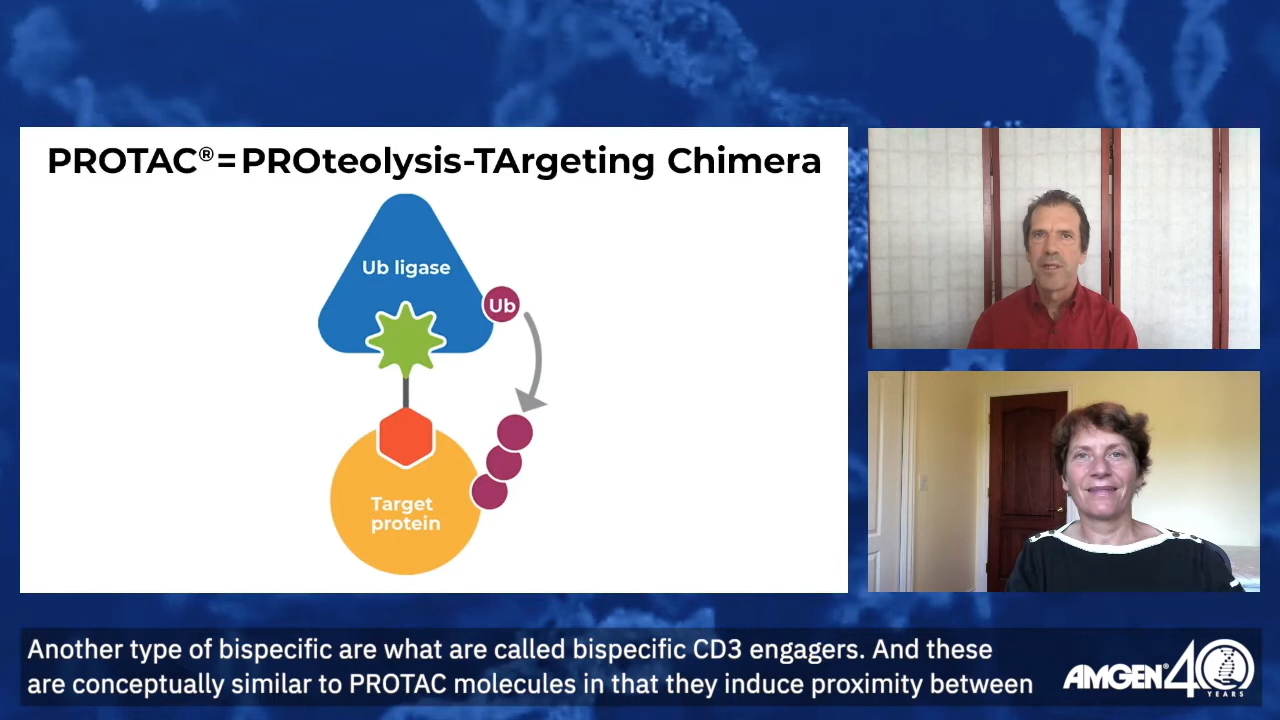 PROTAC®=PROteolysis-TArgeting Chimera
Ub ligase
Ub
Target
protein
Another type of bispecific are what are called bispecific CD3 engagers. And these
are conceptually similar to PROTAC molecules in that they induce proximity between
AMGEN® 40
YEARS